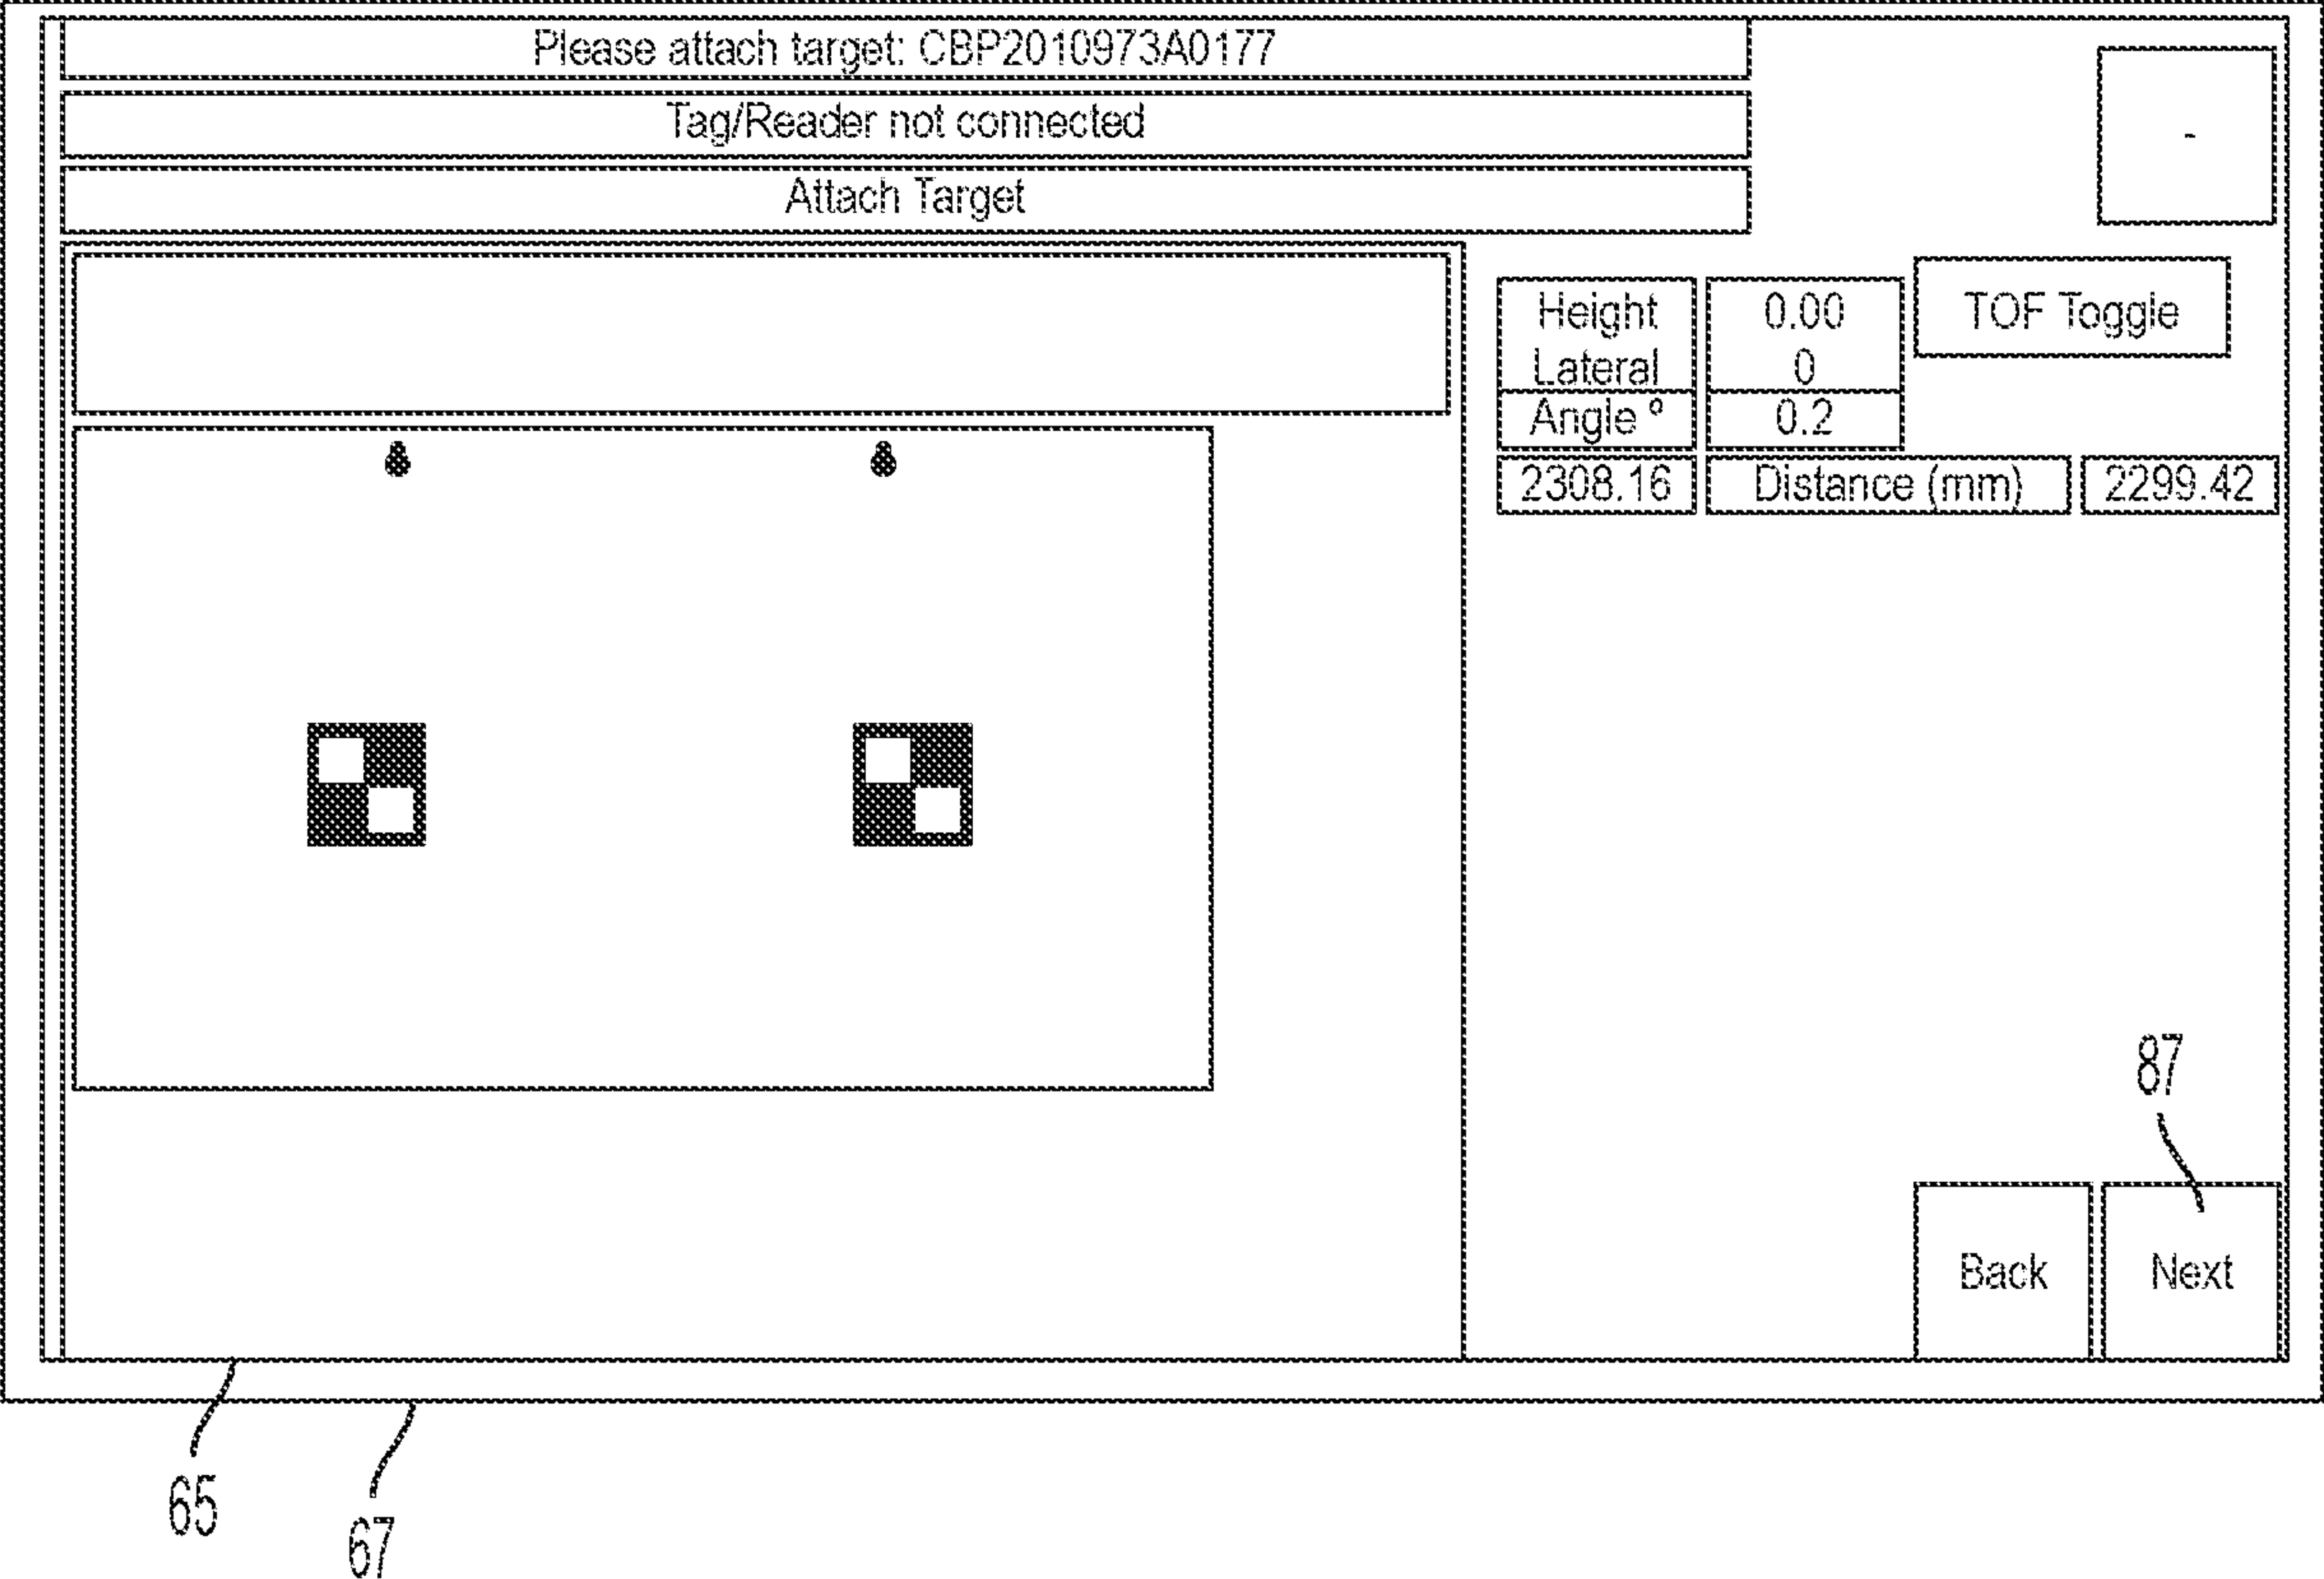 Please attach target: CBP2010973A0177
Tag/Reader not connected
-
Attach Target
Height 0.00 TOF Toggle
Lateral 0
Angle º 0.2
2308.16 Distance (mm) 2299.42
87
Back Next
65
67